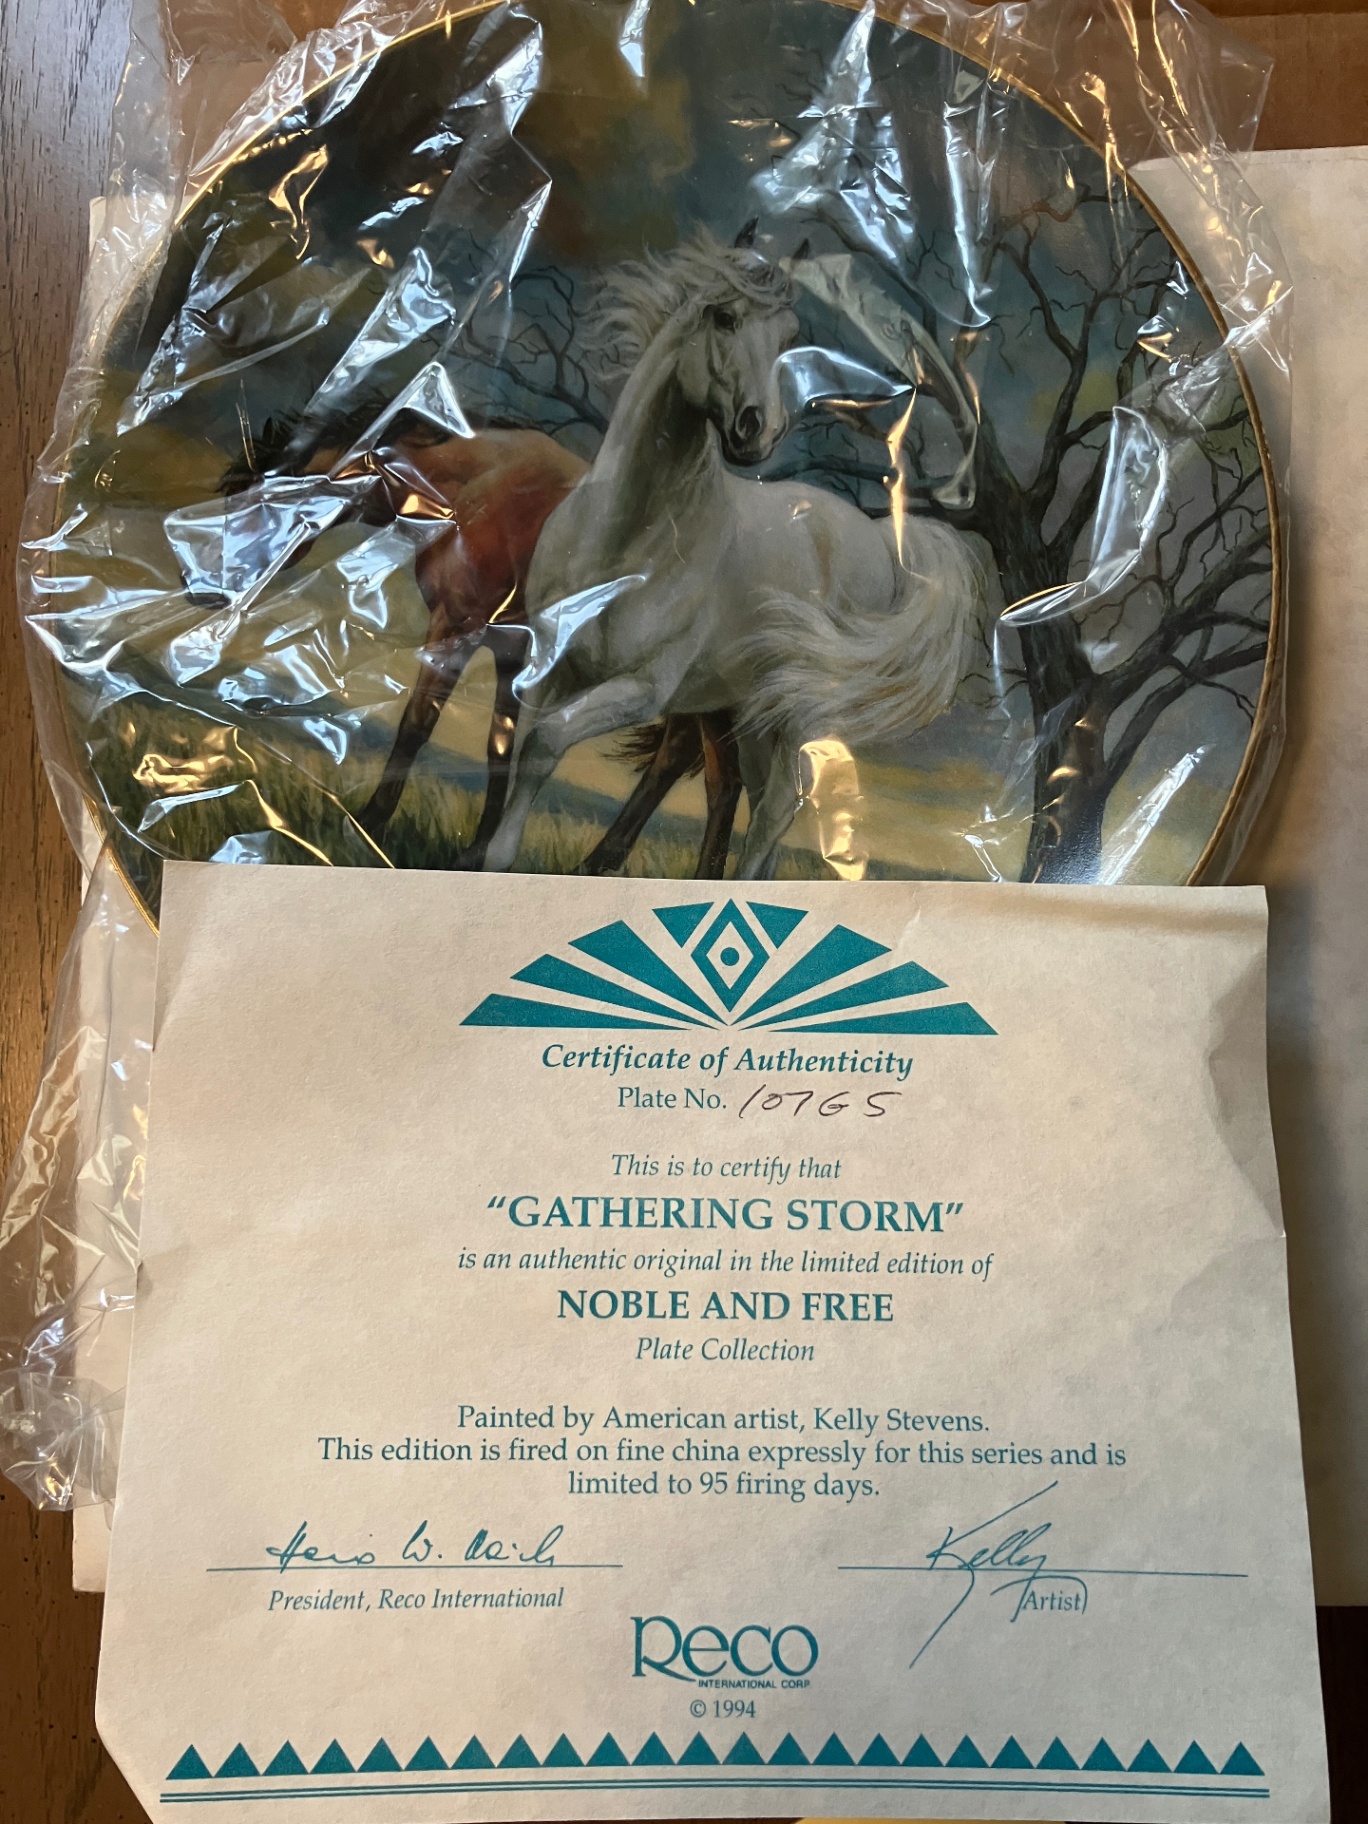 Certificate of Authenticity
Plate No. 107G5
This is to certify that
“GATHERING STORM”
is an authentic original in the limited edition of
NOBLE AND FREE
Plate Collection
Painted by American artist, Kelly Stevens.
This edition is fired on fine china expressly for this series and is
limited to 95 firing days.
Kelly
President, Reco International
Artist
Reco
INTERNATIONAL CORP.
© 1994